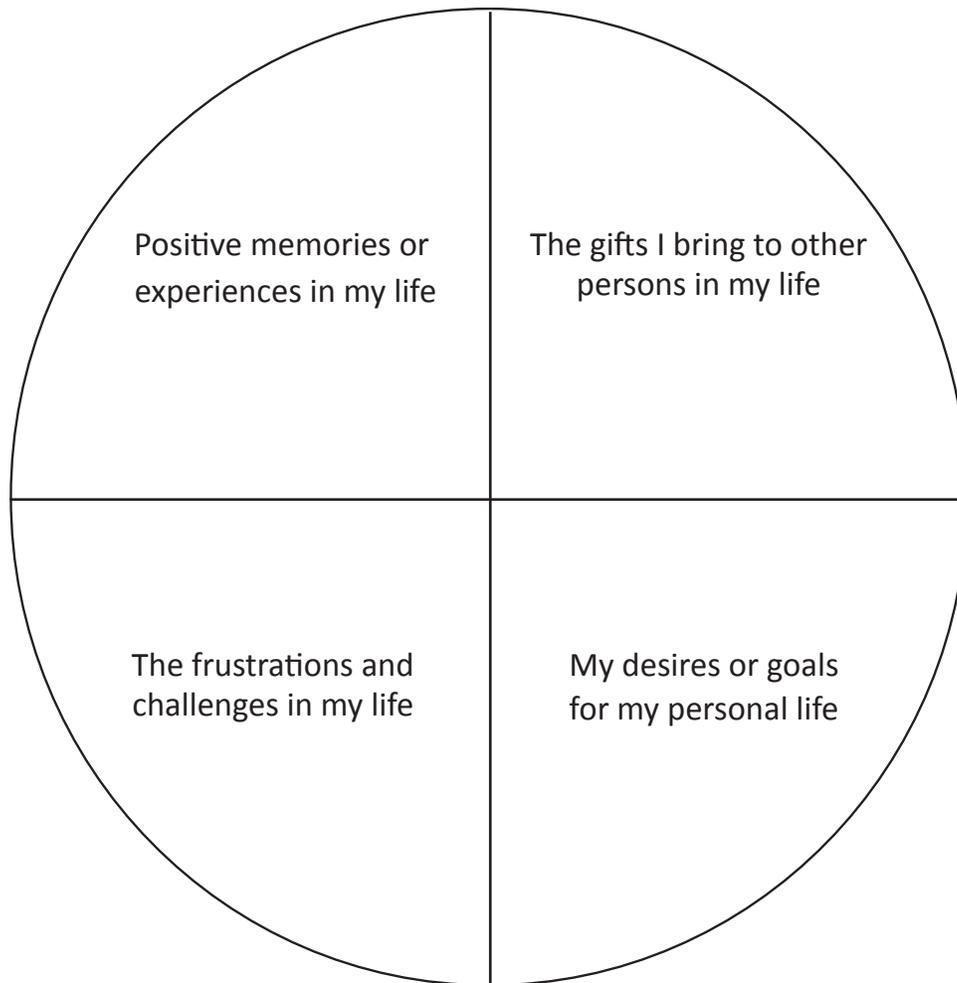 Positive memories or
experiences in my life
The gifts I bring to other
persons in my life
The frustrations and
challenges in my life
My desires or goals
for my personal life